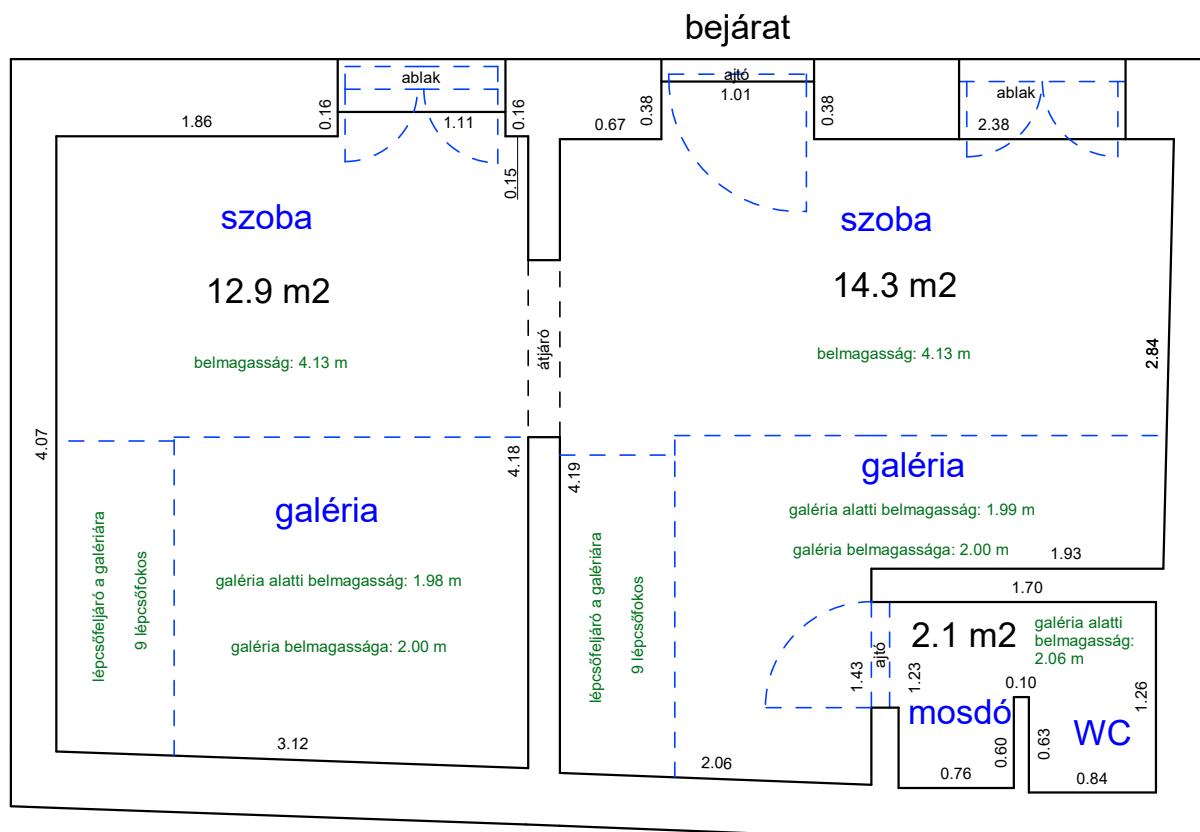 bejárat
ablak
ajtó
1.01
ablak
1.86
0.16
1.11
0.16
0.67
0.38
0.38
2.38
0.15
szoba
szoba
12.9 m2
14.3 m2
belmagasság: 4.13 m
átjáró
belmagasság: 4.13 m
2.84
4.07
4.18
4.19
galéria
galéria
galéria alatti belmagasság: 1.99 m
galéria belmagassága: 2.00 m
1.93
lépcsőfeljáró a galériára
9 lépcsőfokos
galéria alatti belmagasság: 1.98 m
galéria belmagassága: 2.00 m
lépcsőfeljáró a galériára
9 lépcsőfokos
1.70
2.1 m2
galéria alatti
belmagasság:
2.06 m
1.43
ajtó
1.23
0.10
1.26
mosdó
WC
0.60
0.63
3.12
2.06
0.76
0.84